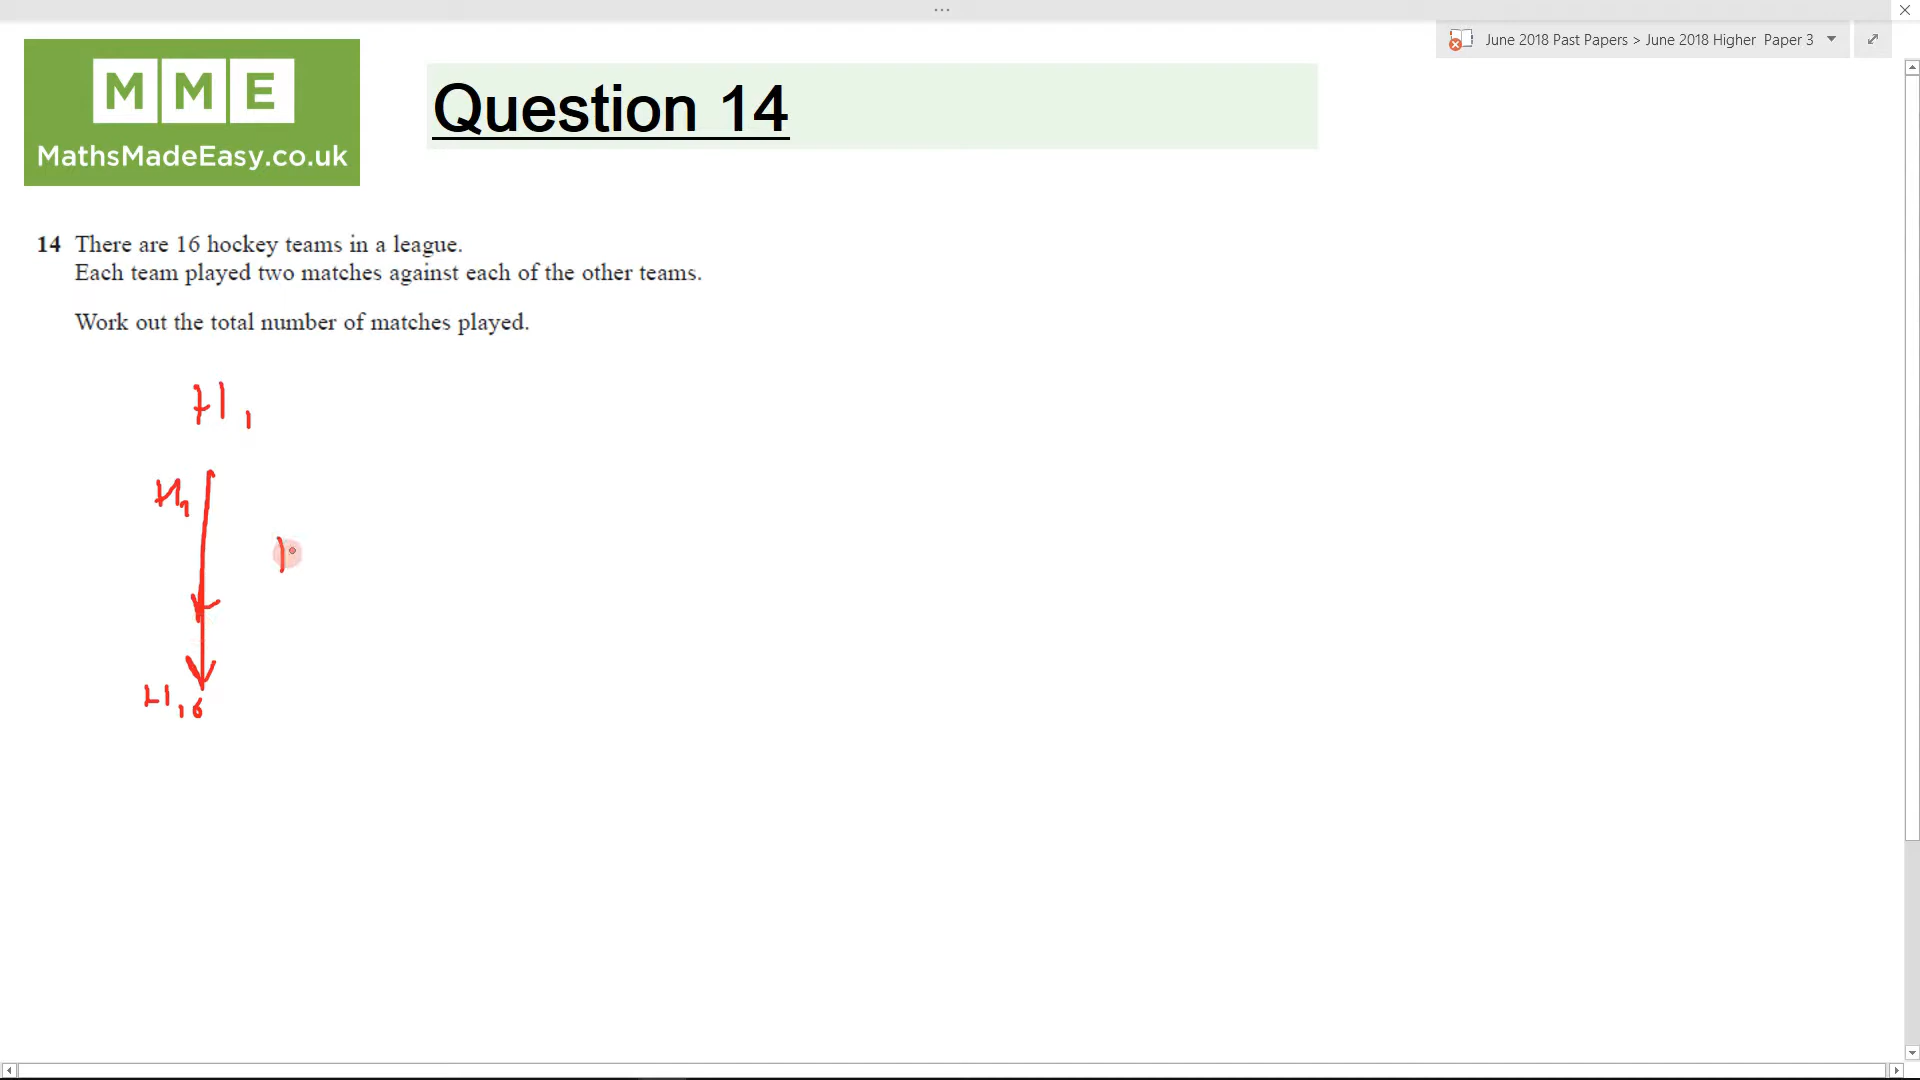 ...
June 2018 Past Papers > June 2018 Higher Paper 3
MME
MathsMadeEasy.co.uk
Question 14
14 There are 16 hockey teams in a league.
Each team played two matches against each of the other teams.
Work out the total number of matches played.
H1
H16